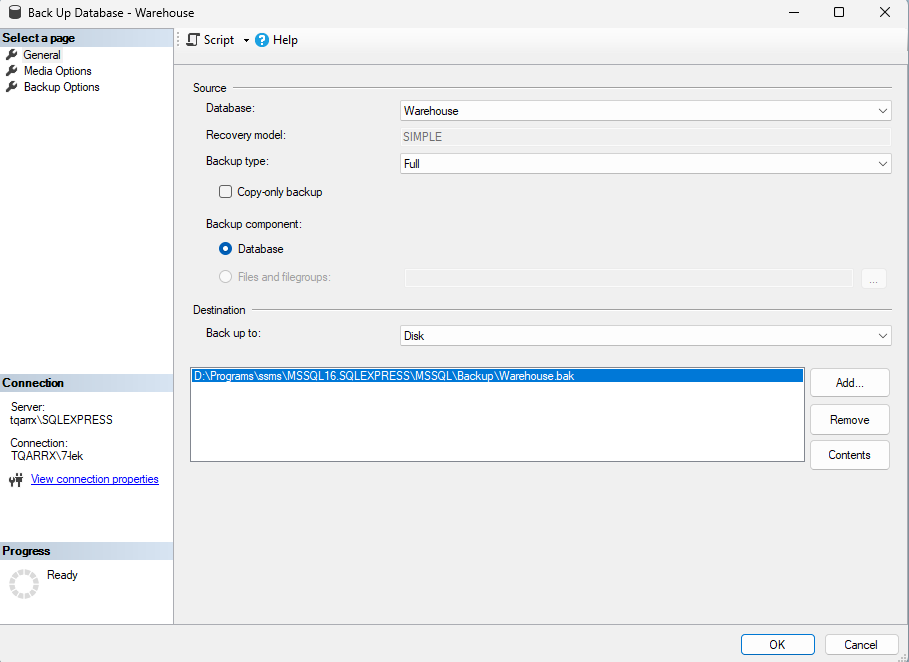 Back Up Database - Warehouse
Select a page
General
Media Options
Backup Options
Script
Help
Source
Database:
Warehouse
Recovery model:
SIMPLE
Backup type:
Full
Copy-only backup
Backup component:
Database
Files and filegroups:
...
Destination
Back up to:
Disk
D:\Programs\ssms\MSSQL16.SQLEXPRESS\MSSQL\Backup\Warehouse.bak
Add...
Remove
Contents
Connection
Server:
tqarrx\SQLEXPRESS
Connection:
TQARRX\7-lek
View connection properties
Progress
Ready
OK
Cancel